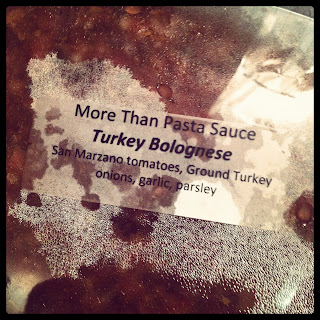 More Than Pasta Sauce
Turkey Bolognese
San Marzano tomatoes, Ground Turkey
onions, garlic, parsley